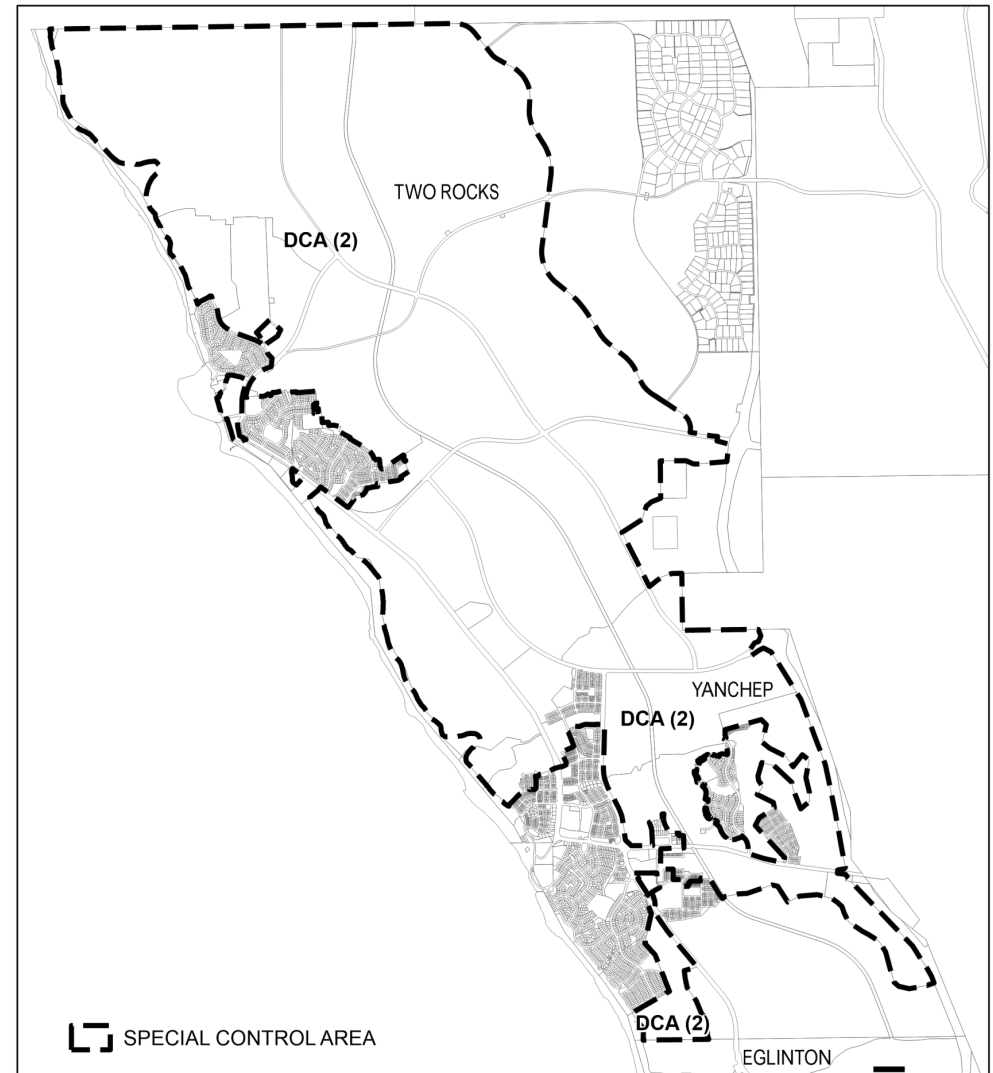 TWO ROCKS
DCA (2)
YANCHEP
DCA (2)
DCA (2)
SPECIAL CONTROL AREA
EGLINTON